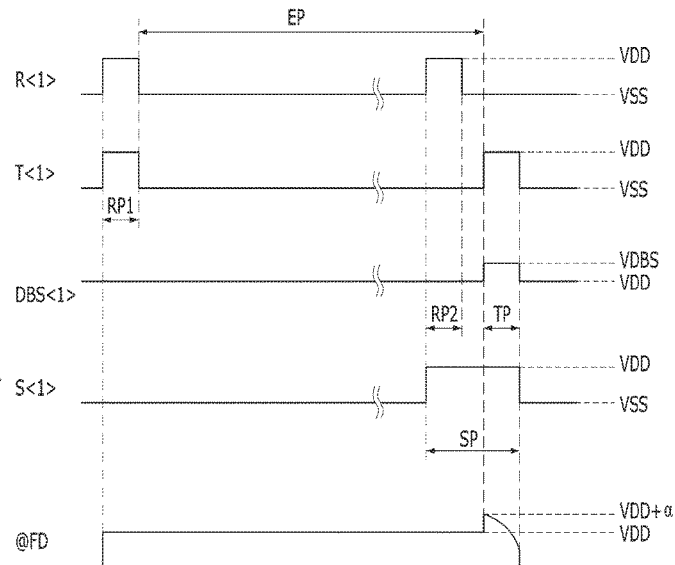 EP
R<1>
VDD
VSS
T<1>
VDD
VSS
RP1
DBS<1>
VDBS
VDD
RP2
TP
S<1>
VDD
VSS
SP
@FD
VDD+α
VDD